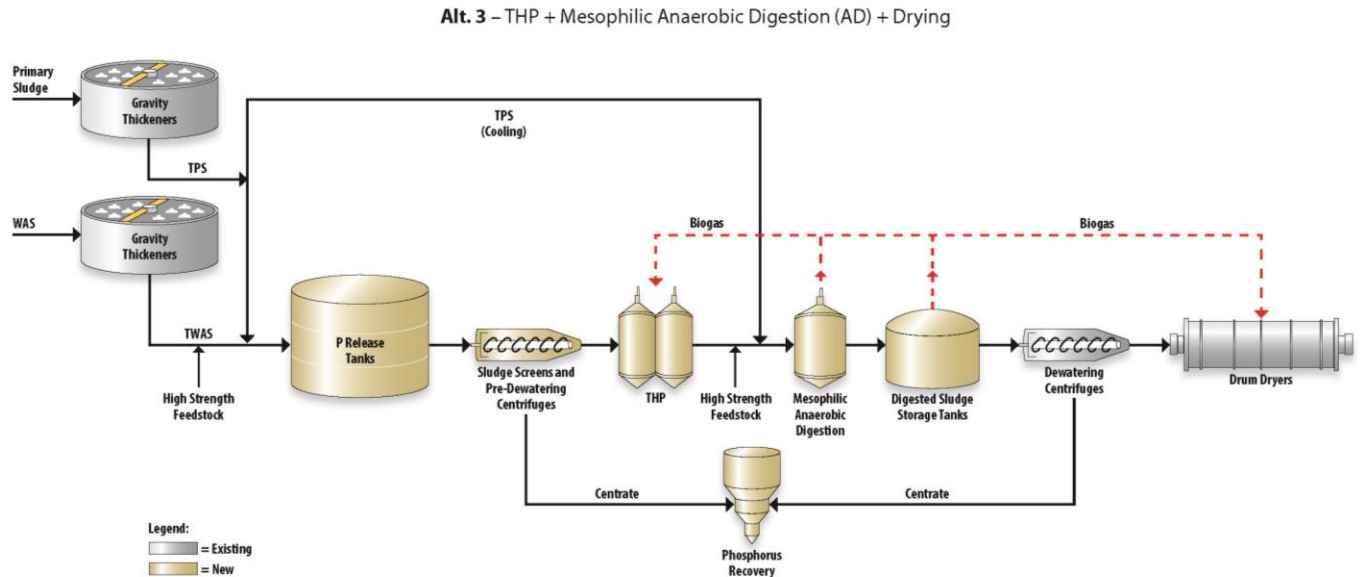 Alt. 3 – THP + Mesophilic Anaerobic Digestion (AD) + Drying
Primary
Sludge
Gravity
Thickeners
TPS
(Cooling)
TPS
WAS
Gravity
Thickeners
Biogas
Biogas
TWAS
P Release
Tanks
High Strength
Feedstock
Sludge Screens and
Pre-Dewatering
Centrifuges
THP
High Strength
Feedstock
Mesophilic
Anaerobic
Digestion
Digested Sludge
Storage Tanks
Dewatering
Centrifuges
Drum Dryers
Centrate
Centrate
Phosphorus
Recovery
Legend:
= Existing
= New